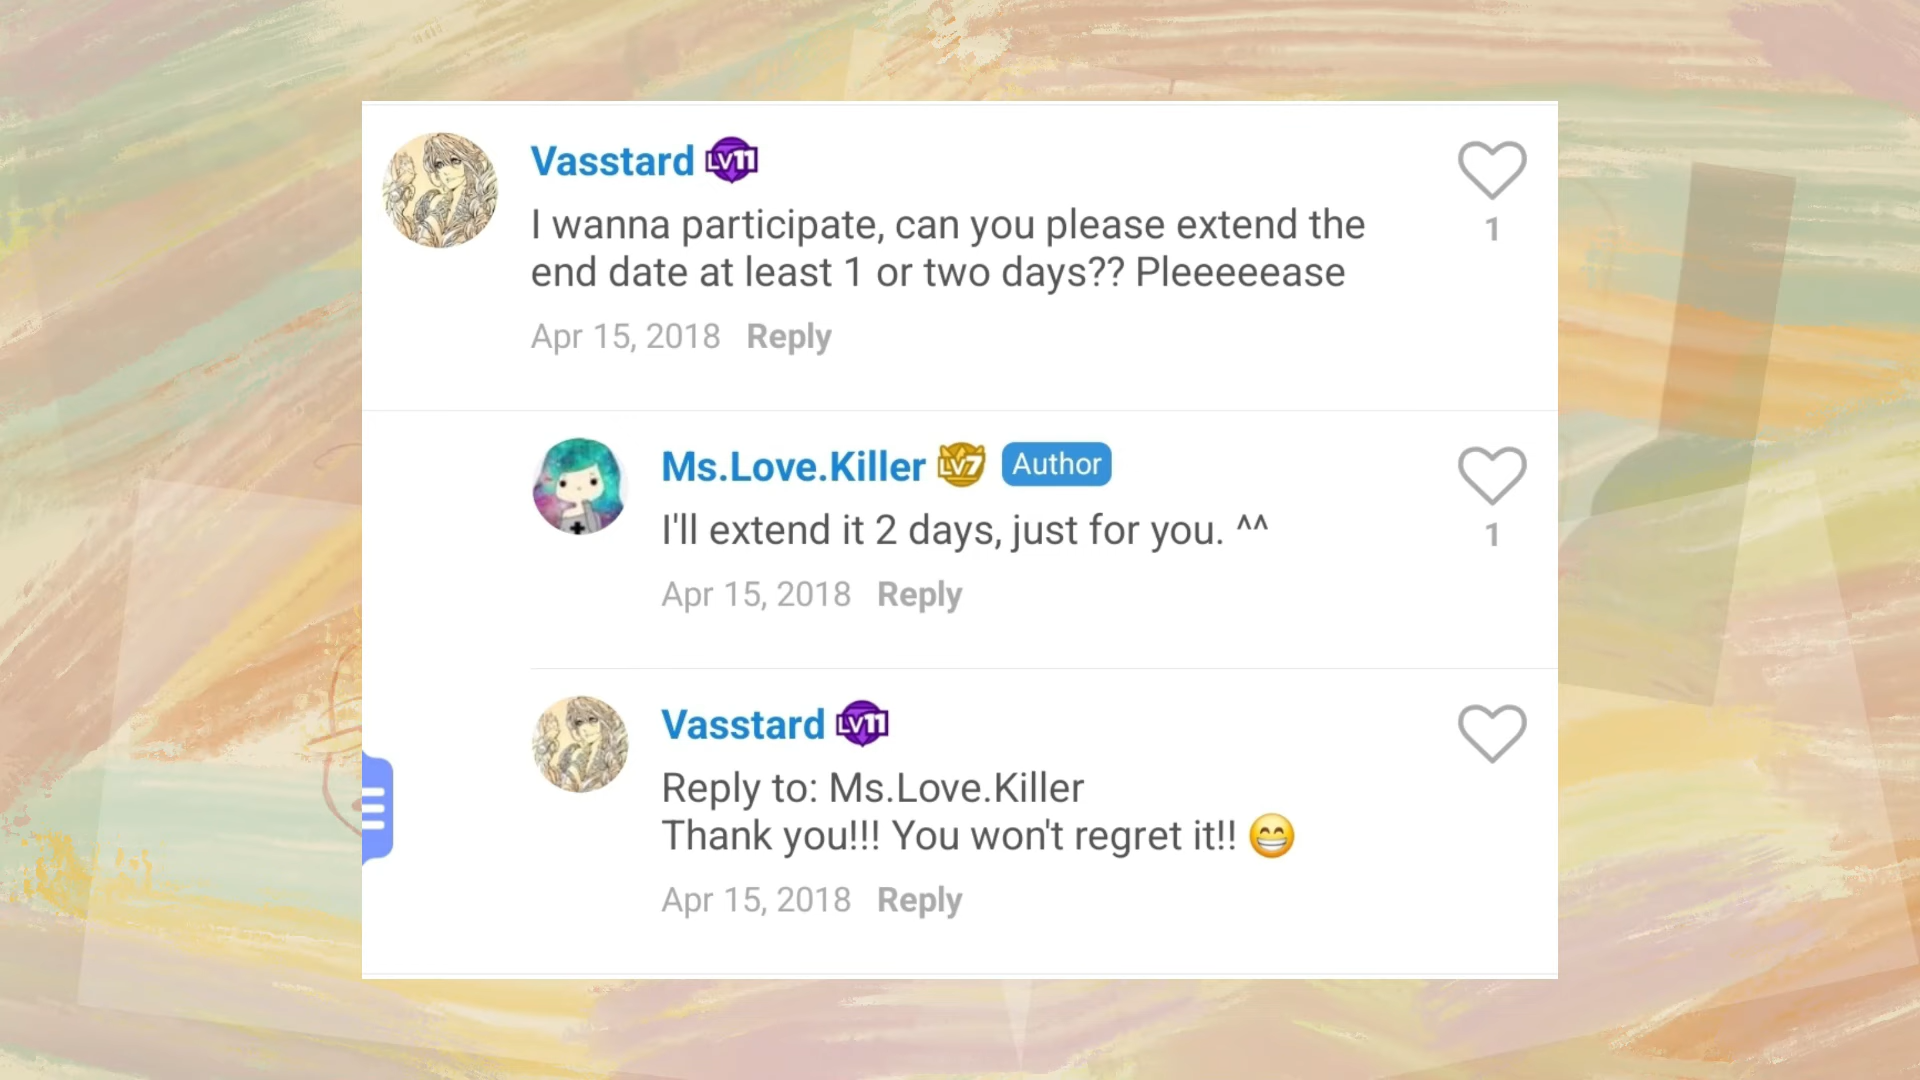 Vasstard LV11
I wanna participate, can you please extend the
end date at least 1 or two days?? Pleeeeease
1
Apr 15, 2018 Reply
Ms.Love.Killer LV7 Author
I'll extend it 2 days, just for you. ^^
1
Apr 15, 2018 Reply
Vasstard LV11
Reply to: Ms.Love.Killer
Thank you!!! You won't regret it!! 😁
Apr 15, 2018 Reply